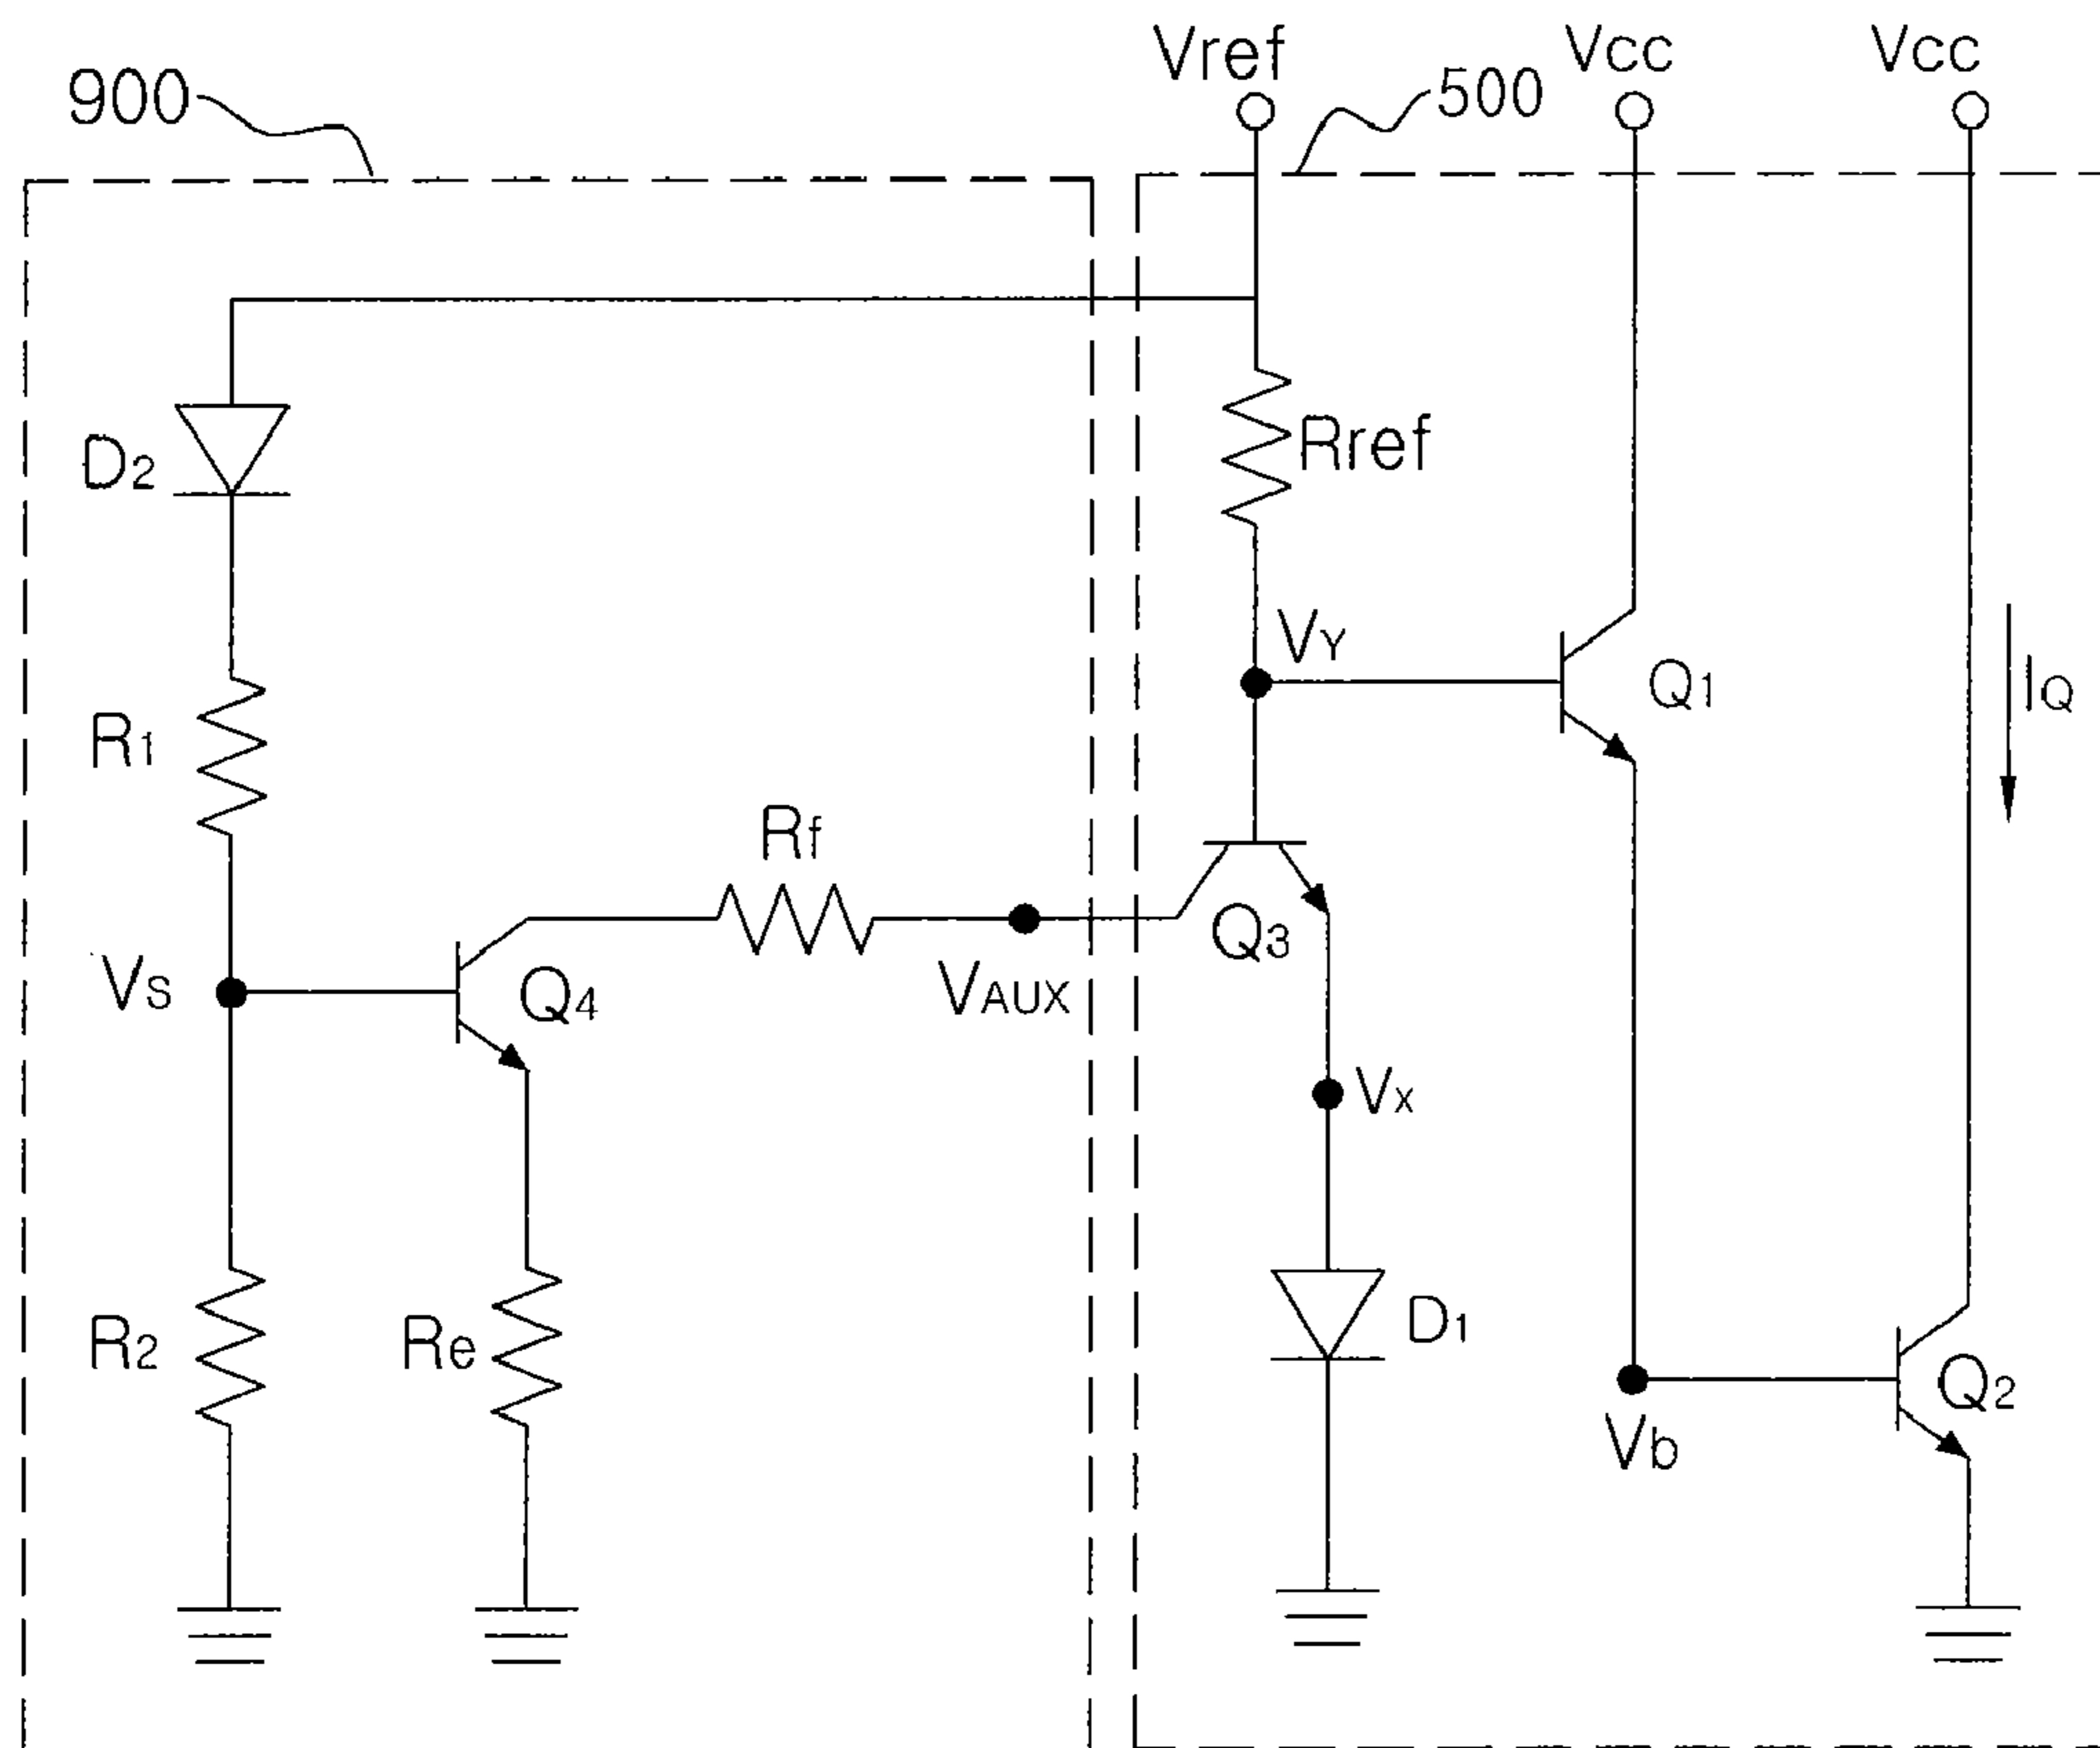 Vref
Vcc
Vcc
900
500
D2
Rref
VY
Q1
IQ
R1
Rf
Q3
VS
Q4
VAUX
VX
R2
Re
D1
Q2
Vb